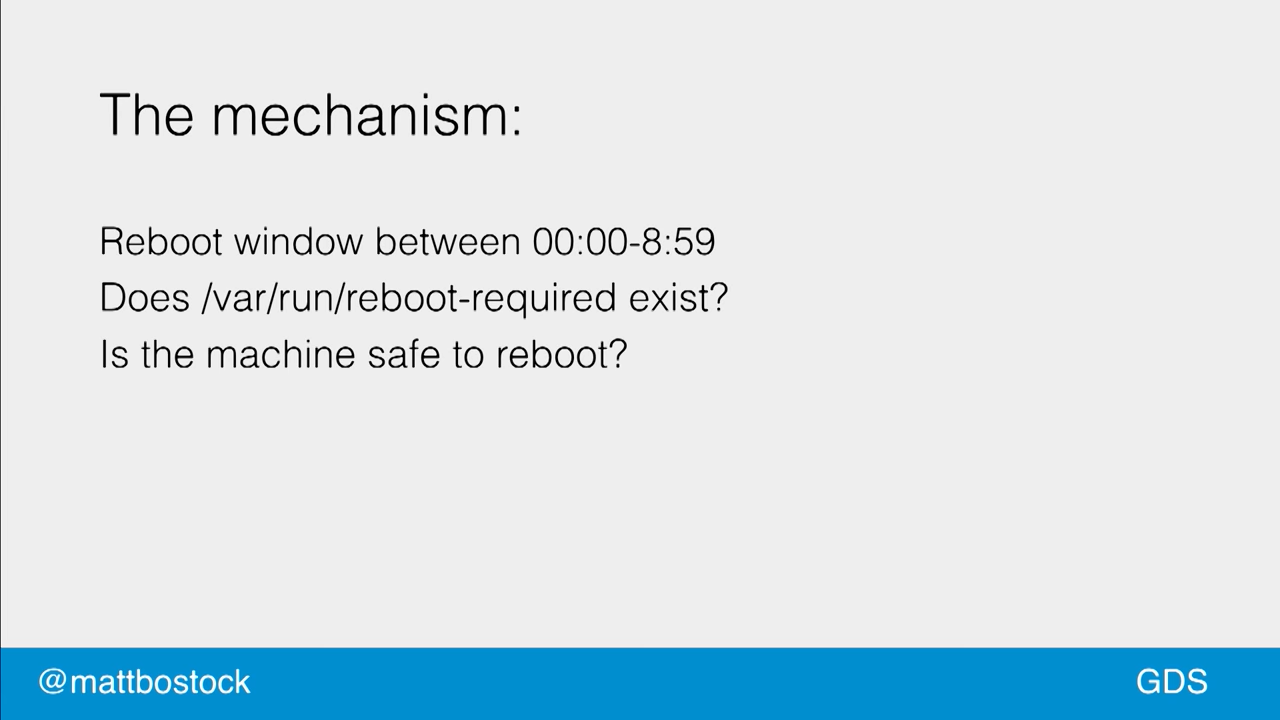 The mechanism:
Reboot window between 00:00-8:59
Does /var/run/reboot-required exist?
Is the machine safe to reboot?
@mattbostock
GDS